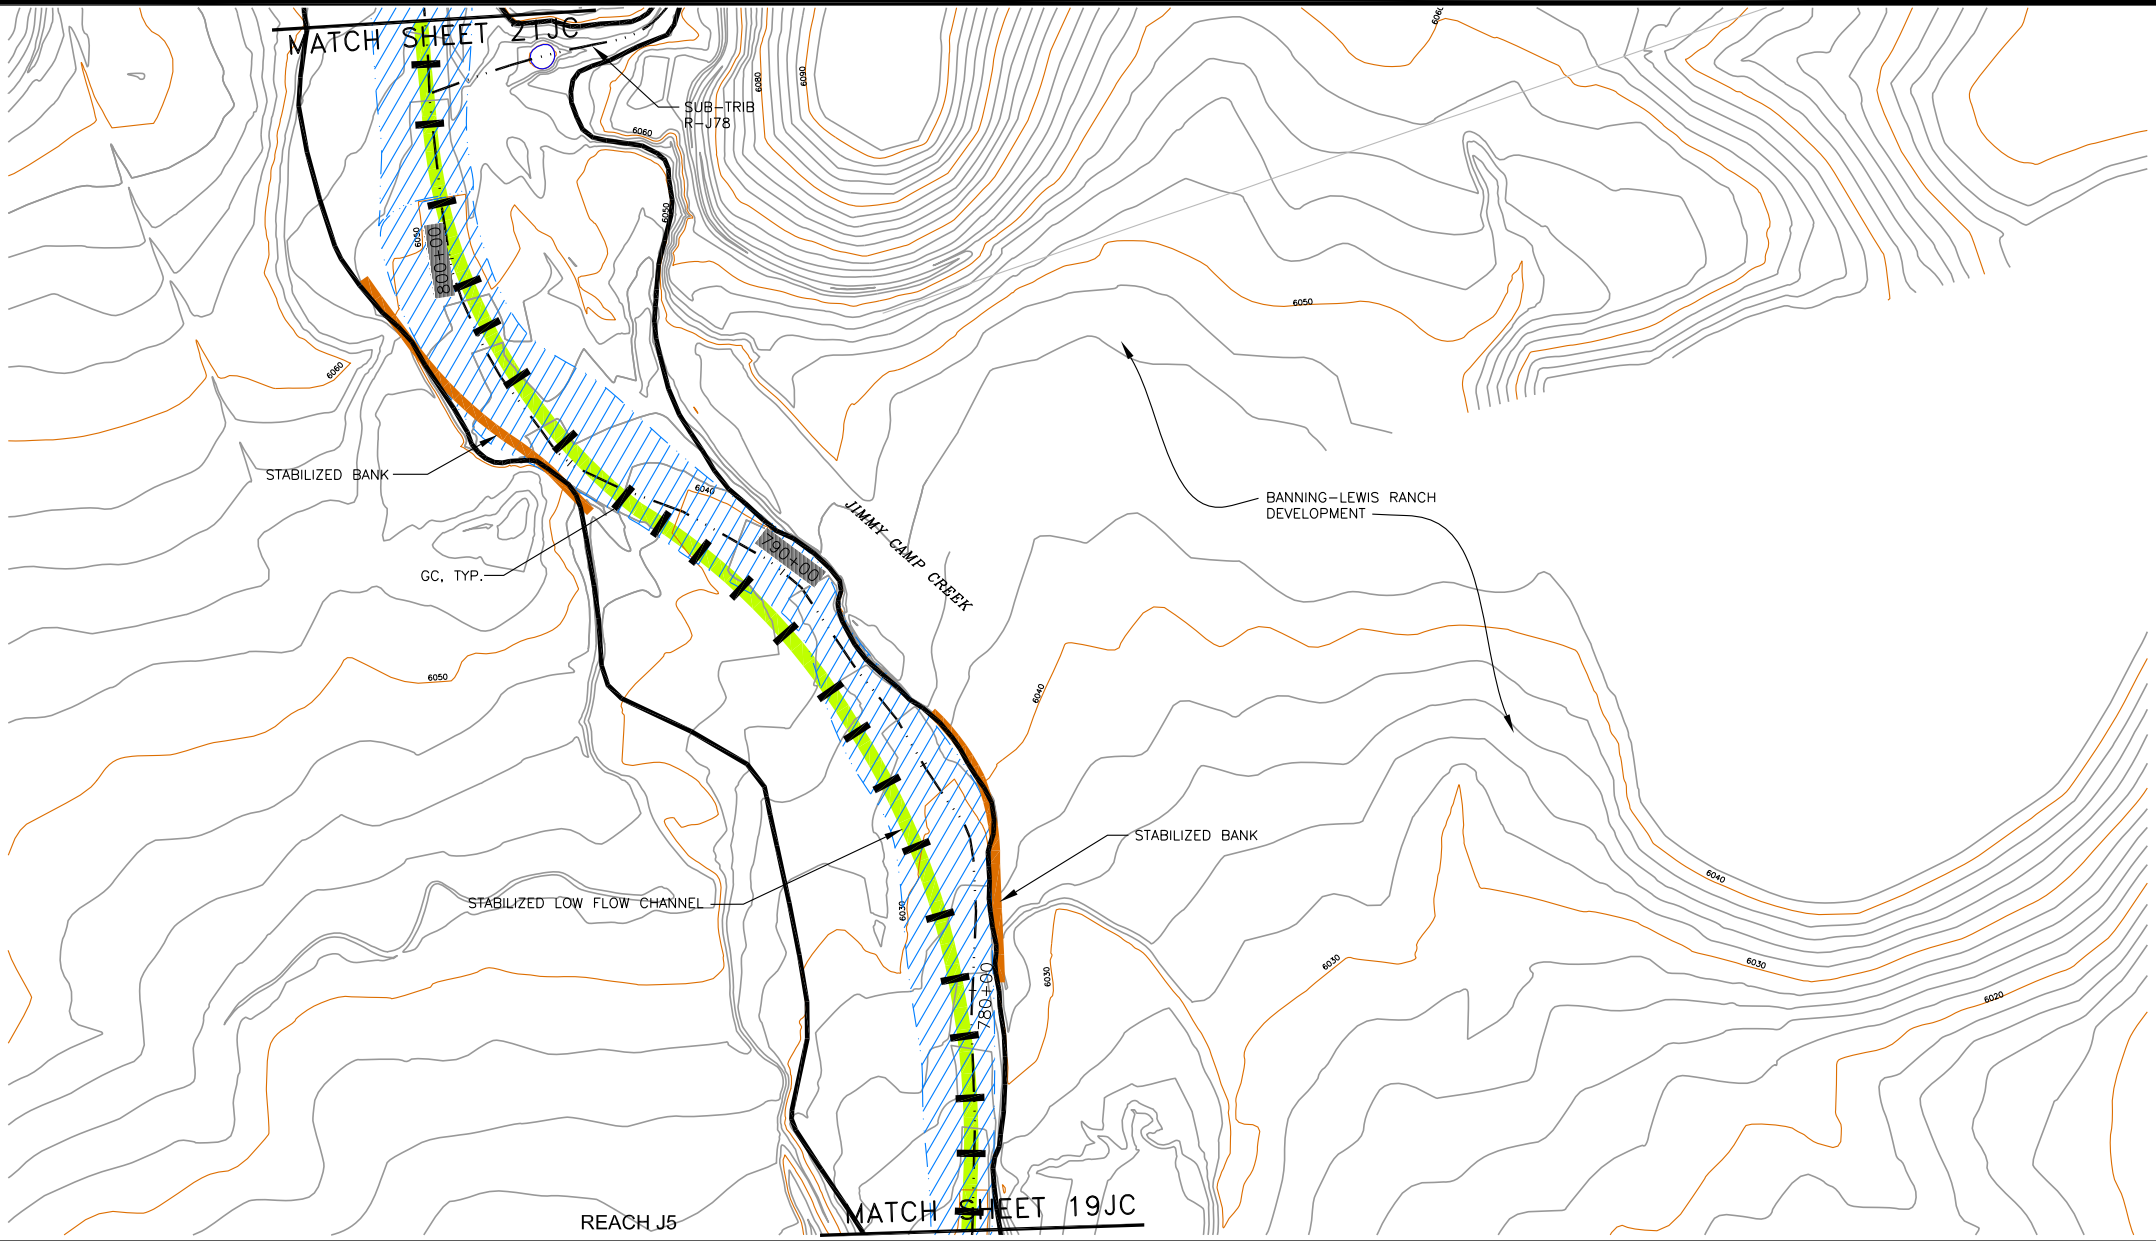 MATCH SHEET 21JC
6060
6080
6090
SUB-TRIB
R-J78
6060
6050
6050
800+00
6050
6060
STABILIZED BANK
6040
BANNING-LEWIS RANCH
DEVELOPMENT
JIMMY CAMP CREEK
790+00
GC, TYP.
6050
6040
STABILIZED BANK
6040
STABILIZED LOW FLOW CHANNEL
6030
6030
6030
6030
6020
780+00
MATCH SHEET 19JC
REACH J5